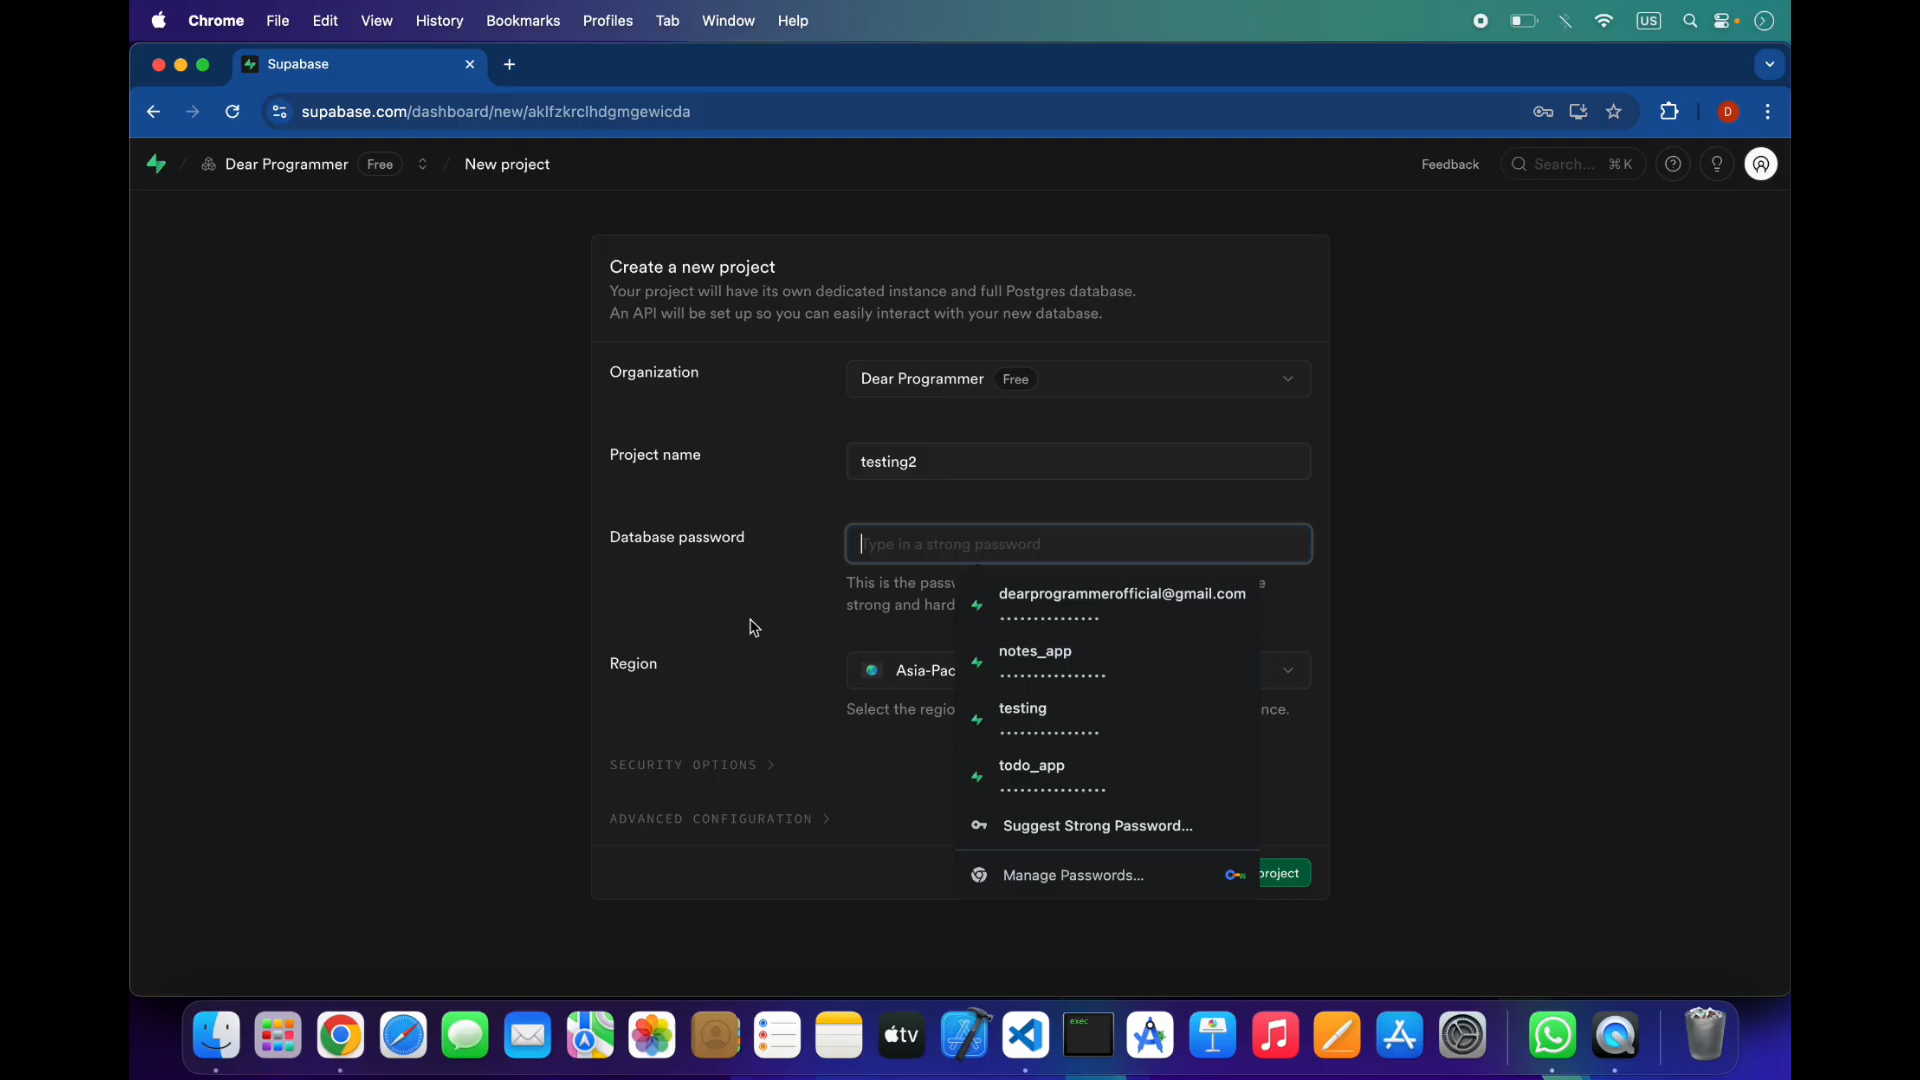 Chrome File Edit View History Bookmarks Profiles Tab Window Help US
Supabase
supabase.com/dashboard/new/aklfzkrclhdgmgewicda D
Dear Programmer Free / New project Feedback Search... ⌘K
Create a new project
Your project will have its own dedicated instance and full Postgres database.
An API will be set up so you can easily interact with your new database.
Organization Dear Programmer Free
Project name testing2
Database password Type in a strong password
This is the passw
strong and hard
dearprogrammerofficial@gmail.com
notes_app
testing
todo_app
Suggest Strong Password...
Manage Passwords...
Region Asia-Pac
Select the regio nce.
SECURITY OPTIONS >
ADVANCED CONFIGURATION >
project
tv
exec